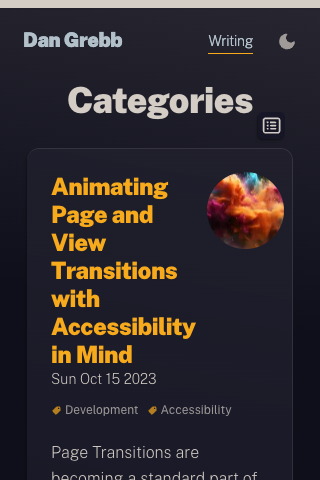 Dan Grebb
Writing
Categories
Animating
Page and
View
Transitions
with
Accessibility
in Mind
Sun Oct 15 2023
Development Accessibility
Page Transitions are
becoming a standard part of